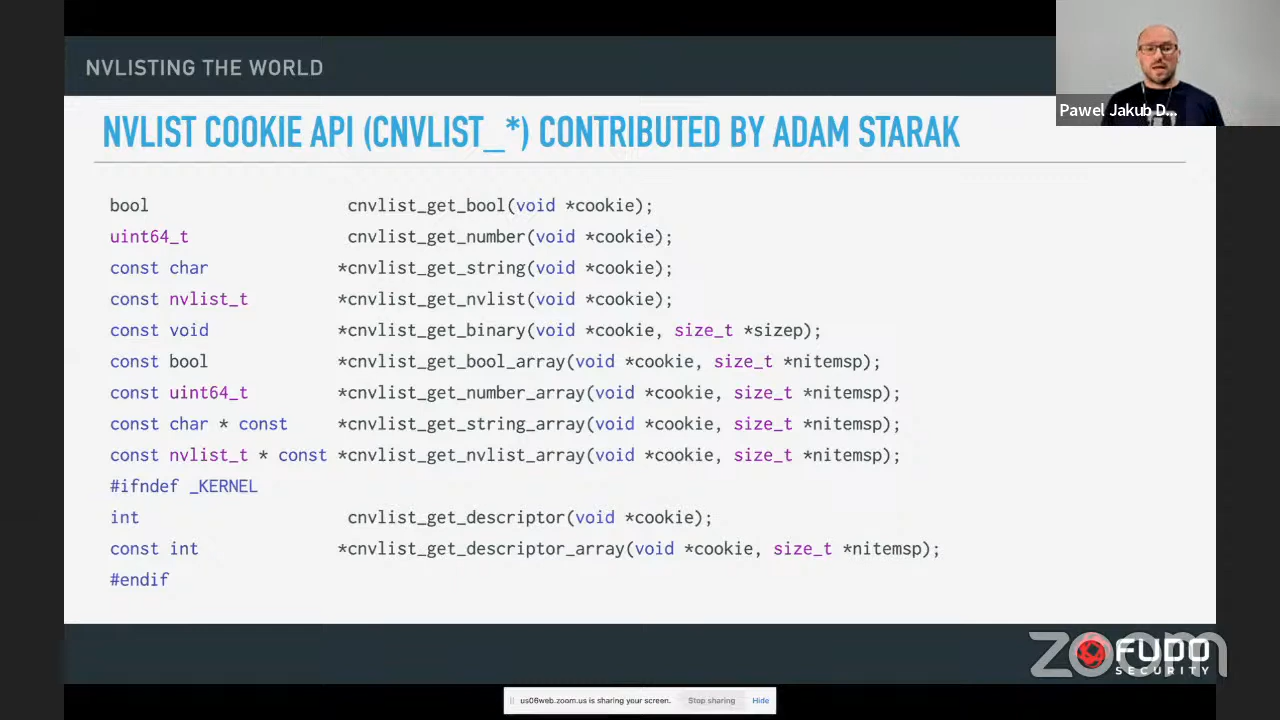 NVLISTING THE WORLD
Pawel Jakub D...
NVLIST COOKIE API (CNVLIST_*) CONTRIBUTED BY ADAM STARAK
bool cnvlist_get_bool(void *cookie);
uint64_t cnvlist_get_number(void *cookie);
const char *cnvlist_get_string(void *cookie);
const nvlist_t *cnvlist_get_nvlist(void *cookie);
const void *cnvlist_get_binary(void *cookie, size_t *sizep);
const bool *cnvlist_get_bool_array(void *cookie, size_t *nitemsp);
const uint64_t *cnvlist_get_number_array(void *cookie, size_t *nitemsp);
const char * const *cnvlist_get_string_array(void *cookie, size_t *nitemsp);
const nvlist_t * const *cnvlist_get_nvlist_array(void *cookie, size_t *nitemsp);
#ifndef _KERNEL
int cnvlist_get_descriptor(void *cookie);
const int *cnvlist_get_descriptor_array(void *cookie, size_t *nitemsp);
#endif
zoom
FUDO
SECURITY
us06web.zoom.us is sharing your screen. Stop sharing Hide